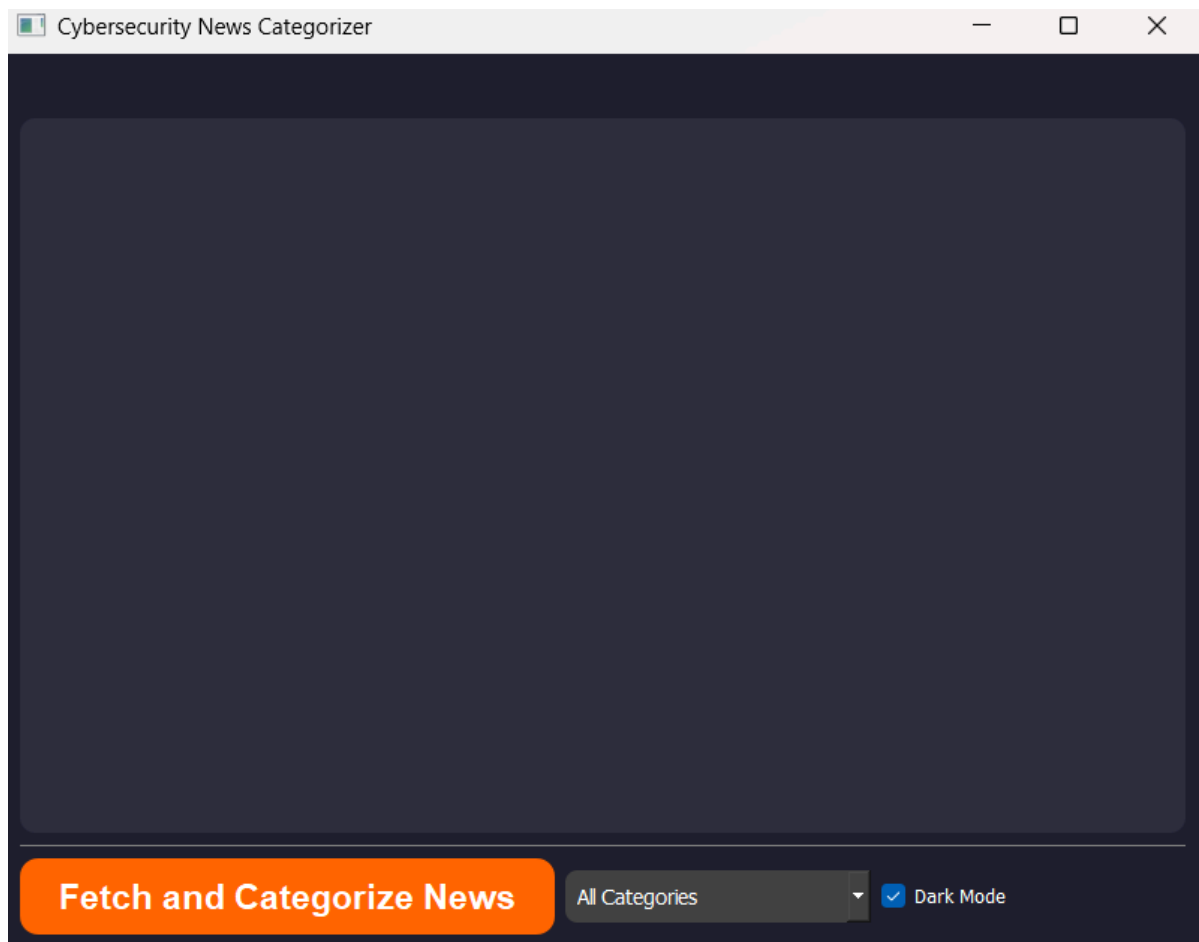 Cybersecurity News Categorizer
Fetch and Categorize News
All Categories
Dark Mode